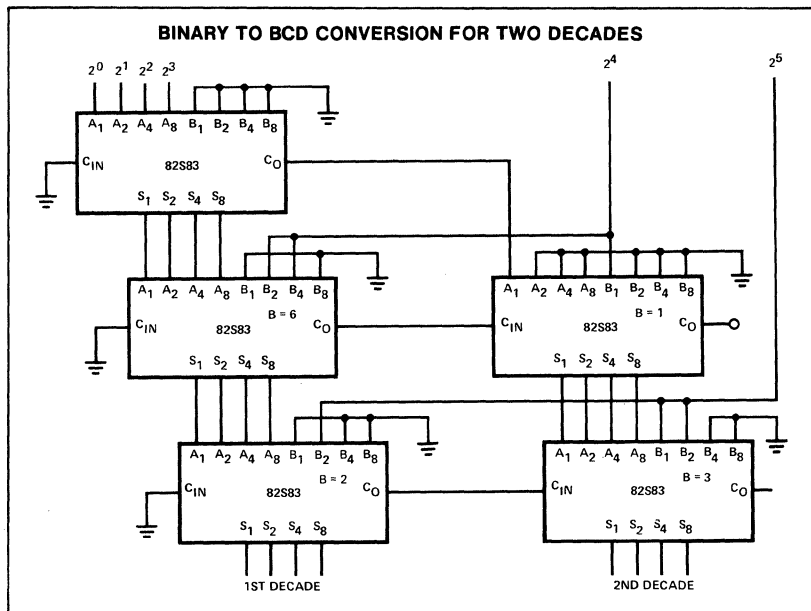 BINARY TO BCD CONVERSION FOR TWO DECADES
2⁰ 2¹ 2² 2³ 2⁴ 2⁵
A₁ A₂ A₄ A₈ B₁ B₂ B₄ B₈
C_IN 82S83 C_O
S₁ S₂ S₄ S₈
A₁ A₂ A₄ A₈ B₁ B₂ B₄ B₈
B = 6
C_IN 82S83 C_O
S₁ S₂ S₄ S₈
A₁ A₂ A₄ A₈ B₁ B₂ B₄ B₈
B = 1
C_IN 82S83 C_O
S₁ S₂ S₄ S₈
A₁ A₂ A₄ A₈ B₁ B₂ B₄ B₈
B = 2
C_IN 82S83 C_O
S₁ S₂ S₄ S₈
1ST DECADE
A₁ A₂ A₄ A₈ B₁ B₂ B₄ B₈
B = 3
C_IN 82S83 C_O
S₁ S₂ S₄ S₈
2ND DECADE